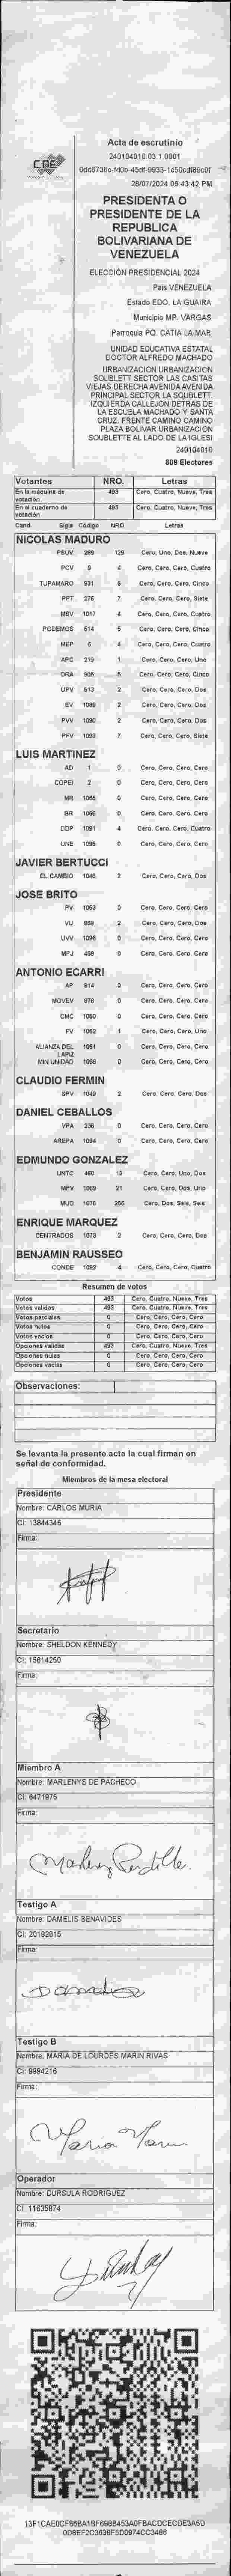 CNE
Acta de escrutinio
240104010.03.1.0001
28/07/2024 06:43:42 PM
PRESIDENTA O
PRESIDENTE DE LA
REPUBLICA
BOLIVARIANA DE
VENEZUELA
ELECCIÓN PRESIDENCIAL 2024
País VENEZUELA
Estado EDO. LA GUAIRA
Municipio MP. VARGAS
Parroquia PQ. CATIA LA MAR
UNIDAD EDUCATIVA ESTATAL
DOCTOR ALFREDO MACHADO
URBANIZACION URBANIZACION
SOUBLETT SECTOR LAS CASITAS
VIEJAS DERECHA AVENIDA AVENIDA
PRINCIPAL SECTOR LA SOUBLETT
IZQUIERDA CALLEJÓN DETRAS DE
LA ESCUELA MACHADO Y SANTA
CRUZ. FRENTE CAMINO CAMINO
PLAZA BOLIVAR URBANIZACION
SOUBLETTE AL LADO DE LA IGLESI
240104010
809 Electores
Votantes NRO. Letras
En la máquina de votación 493 Cero, Cuatro, Nueve, Tres
En el cuaderno de votación 493 Cero, Cuatro, Nueve, Tres
Cand. Sigla Código NRO. Letras
NICOLAS MADURO
PSUV 269 129 Cero, Uno, Dos, Nueve
PCV 9 4 Cero, Cero, Cero, Cuatro
TUPAMARO 931 5 Cero, Cero, Cero, Cinco
PPT 275 7 Cero, Cero, Cero, Siete
MSV 1017 4 Cero, Cero, Cero, Cuatro
PODEMOS 514 5 Cero, Cero, Cero, Cinco
MEP 6 4 Cero, Cero, Cero, Cuatro
APC 219 1 Cero, Cero, Cero, Uno
ORA 905 5 Cero, Cero, Cero, Cinco
UPV 513 2 Cero, Cero, Cero, Dos
EV 1089 2 Cero, Cero, Cero, Dos
PVV 1090 2 Cero, Cero, Cero, Dos
PFV 1093 7 Cero, Cero, Cero, Siete
LUIS MARTINEZ
AD 1 0 Cero, Cero, Cero, Cero
COPEI 2 0 Cero, Cero, Cero, Cero
MR 1065 0 Cero, Cero, Cero, Cero
BR 1066 0 Cero, Cero, Cero, Cero
DDP 1091 4 Cero, Cero, Cero, Cuatro
UNE 1095 0 Cero, Cero, Cero, Cero
JAVIER BERTUCCI
EL CAMBIO 1048 2 Cero, Cero, Cero, Dos
JOSE BRITO
PV 1053 0 Cero, Cero, Cero, Cero
VU 869 2 Cero, Cero, Cero, Dos
UVV 1096 0 Cero, Cero, Cero, Cero
MPJ 458 0 Cero, Cero, Cero, Cero
ANTONIO ECARRI
AP 914 0 Cero, Cero, Cero, Cero
MOVEV 978 0 Cero, Cero, Cero, Cero
CMC 1060 0 Cero, Cero, Cero, Cero
FV 1062 1 Cero, Cero, Cero, Uno
ALIANZA DEL LAPIZ 1051 0 Cero, Cero, Cero, Cero
MIN UNIDAD 1058 0 Cero, Cero, Cero, Cero
CLAUDIO FERMIN
SPV 1049 2 Cero, Cero, Cero, Dos
DANIEL CEBALLOS
VPA 236 0 Cero, Cero, Cero, Cero
AREPA 1094 0 Cero, Cero, Cero, Cero
EDMUNDO GONZALEZ
UNTC 460 12 Cero, Cero, Uno, Dos
MPV 1009 21 Cero, Cero, Dos, Uno
MUD 1075 266 Cero, Dos, Seis, Seis
ENRIQUE MARQUEZ
CENTRADOS 1073 2 Cero, Cero, Cero, Dos
BENJAMIN RAUSSEO
CONDE 1092 4 Cero, Cero, Cero, Cuatro
Resumen de votos
Votos 493 Cero, Cuatro, Nueve, Tres
Votos validos 493 Cero, Cuatro, Nueve, Tres
Votos parciales 0 Cero, Cero, Cero, Cero
Votos nulos 0 Cero, Cero, Cero, Cero
Votos vacios 0 Cero, Cero, Cero, Cero
Opciones validas 493 Cero, Cuatro, Nueve, Tres
Opciones nulas 0 Cero, Cero, Cero, Cero
Opciones vacias 0 Cero, Cero, Cero, Cero
Observaciones:
Se levanta la presente acta la cual firman en
señal de conformidad.
Miembros de la mesa electoral
Presidente
Nombre: CARLOS MURIA
CI: 13844346
Firma:
Secretario
Nombre: SHELDON KENNEDY
CI: 15614250
Firma:
Miembro A
Nombre: MARLENYS DE PACHECO
CI: 6471975
Firma:
Testigo A
Nombre: DAMELIS BENAVIDES
CI: 20192615
Firma:
Testigo B
Nombre: MARIA DE LOURDES MARIN RIVAS
CI: 9994216
Firma:
Maria Marin
Operador
Nombre: DURSULA RODRIGUEZ
CI: 11635874
Firma: